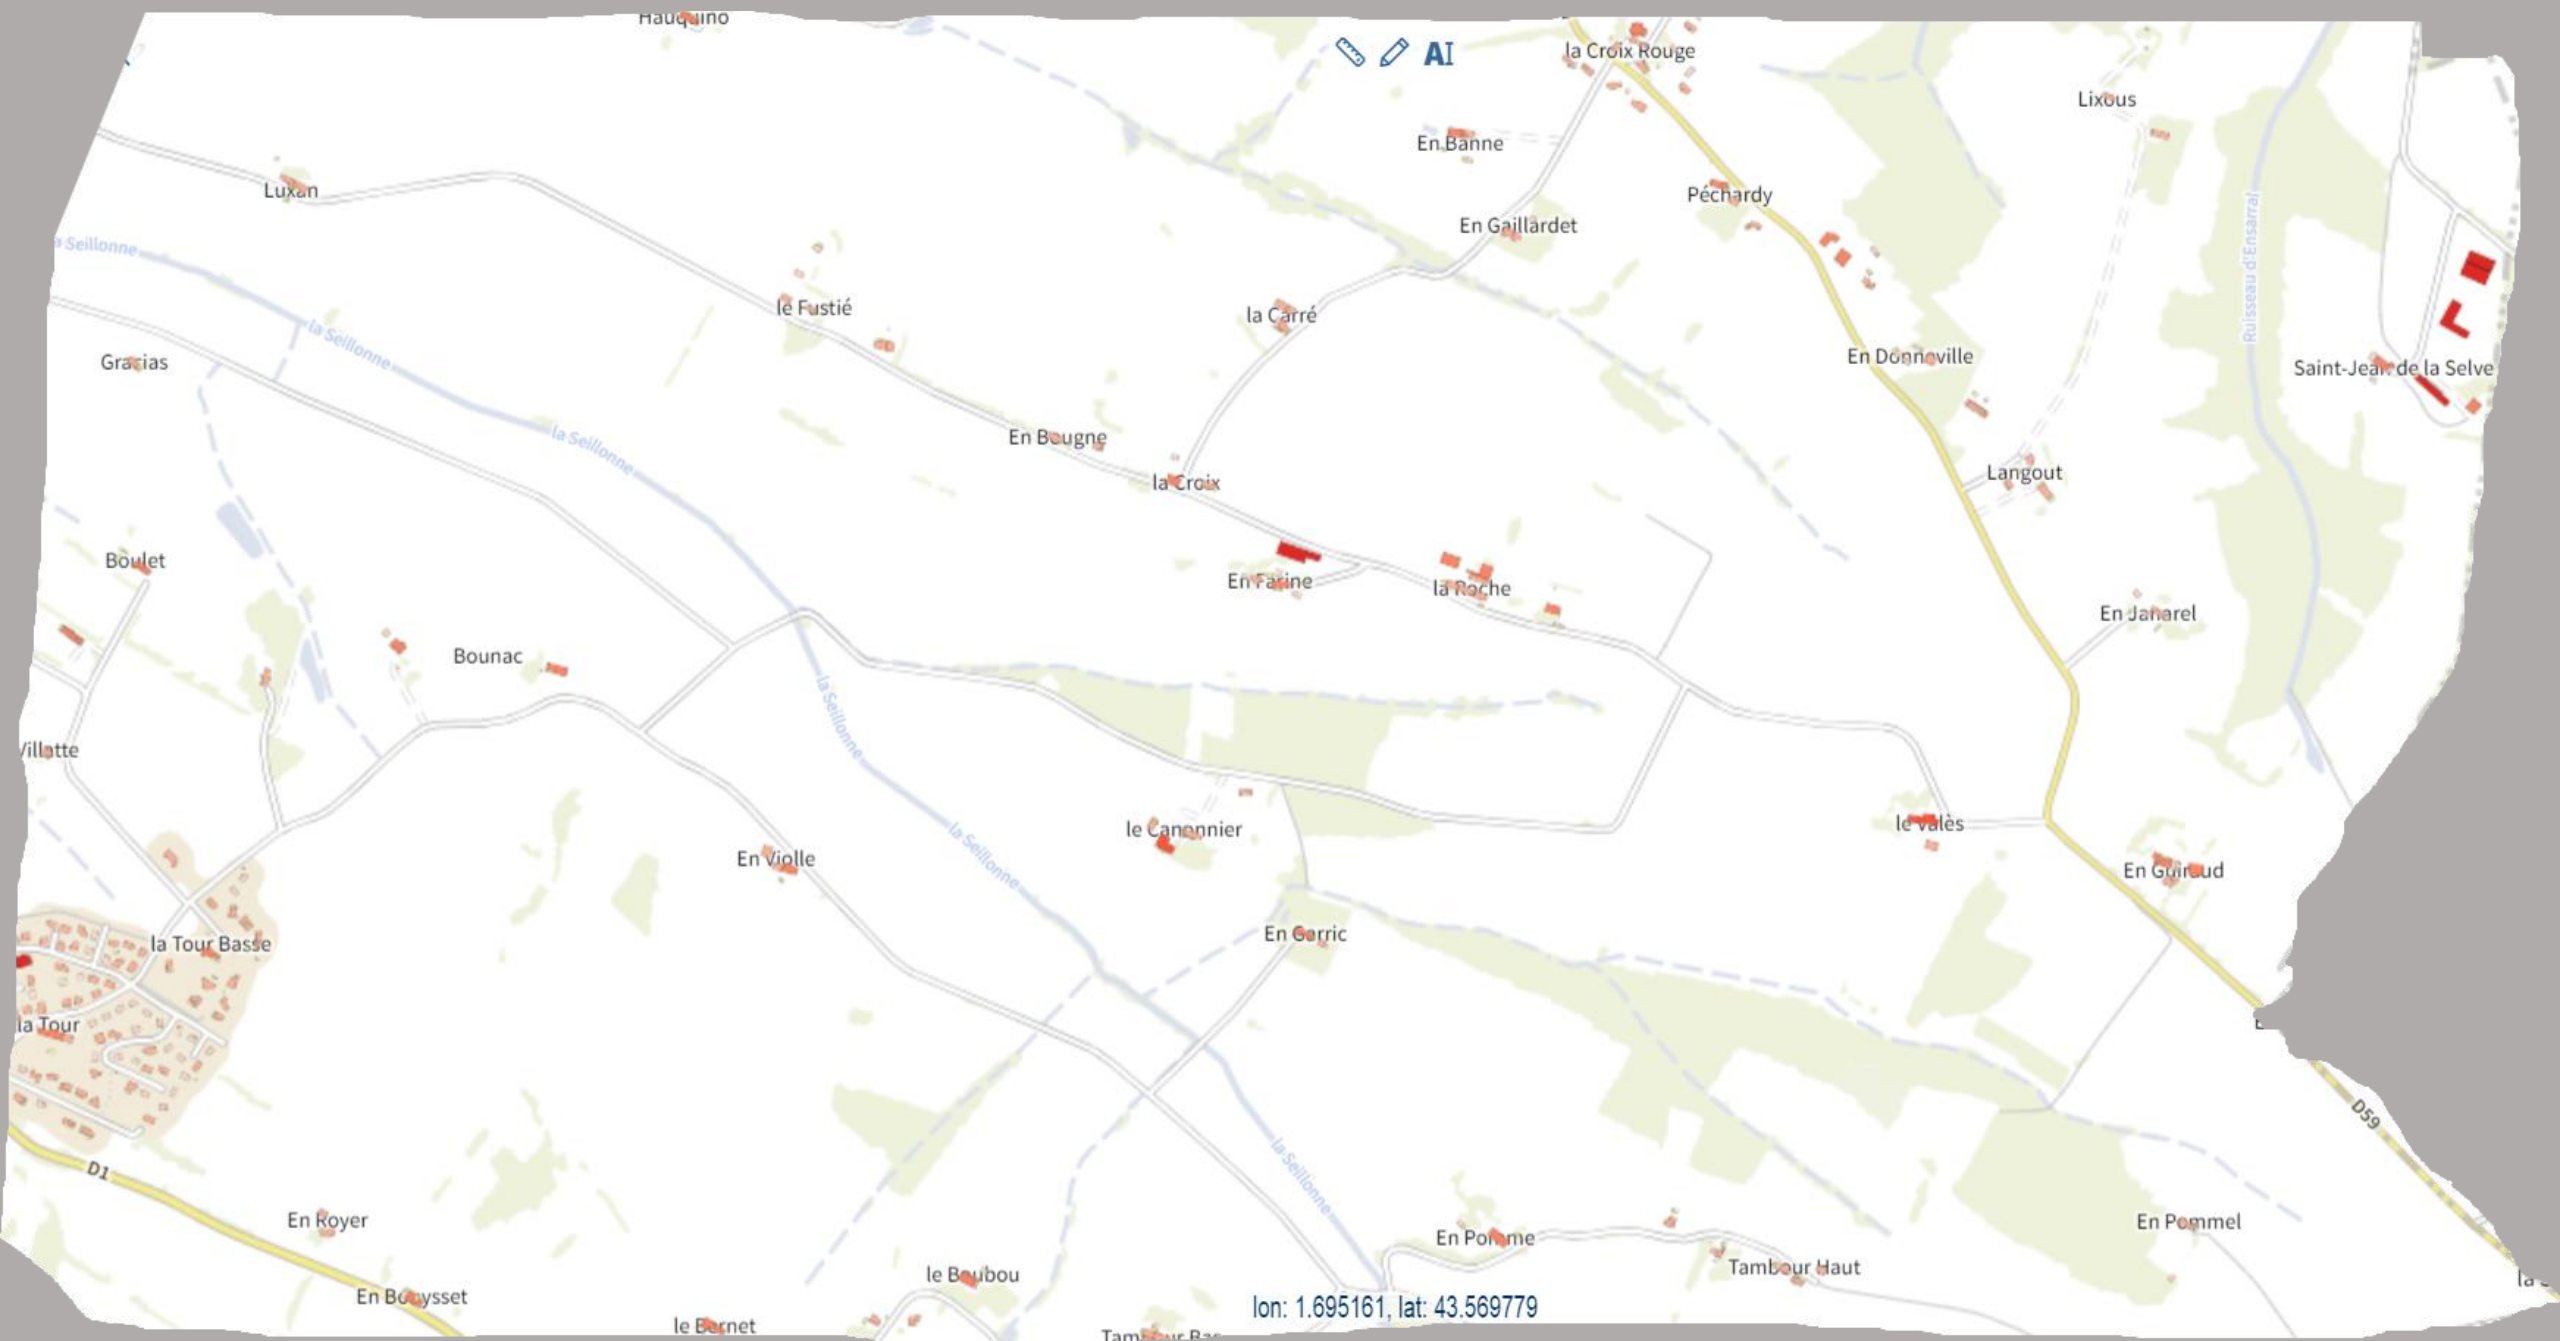 Hauquino
AI
la Croix Rouge
Lixous
En Banne
Luxan
Péchardy
En Gaillardet
Ruisseau d'Ensarral
a Seillonne
le Fustié
la Carré
la Seillonne
En Donneville
Gracias
Saint-Jean de la Selve
En Bougne
la Seillonne
la Croix
Langout
Boulet
En Farine
la Roche
En Janarel
Bounac
la Seillonne
Villatte
le Canonnier
le Valès
la Seillonne
En Violle
En Guiraud
En Garric
la Tour Basse
la Tour
D59
D1
la Seillonne
En Royer
En Pomme
En Pommel
Tambour Haut
le Boubou
En Bouysset
lon: 1.695161, lat: 43.569779
le Bernet